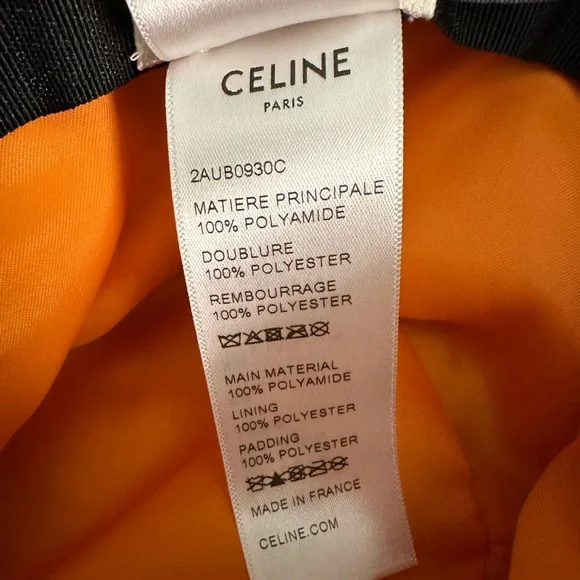 CELINE
PARIS
2AUB0930C
MATIERE PRINCIPALE
100% POLYAMIDE
DOUBLURE
100% POLYESTER
REMBOURRAGE
100% POLYESTER
MAIN MATERIAL
100% POLYAMIDE
LINING
100% POLYESTER
PADDING
100% POLYESTER
MADE IN FRANCE
CELINE.COM